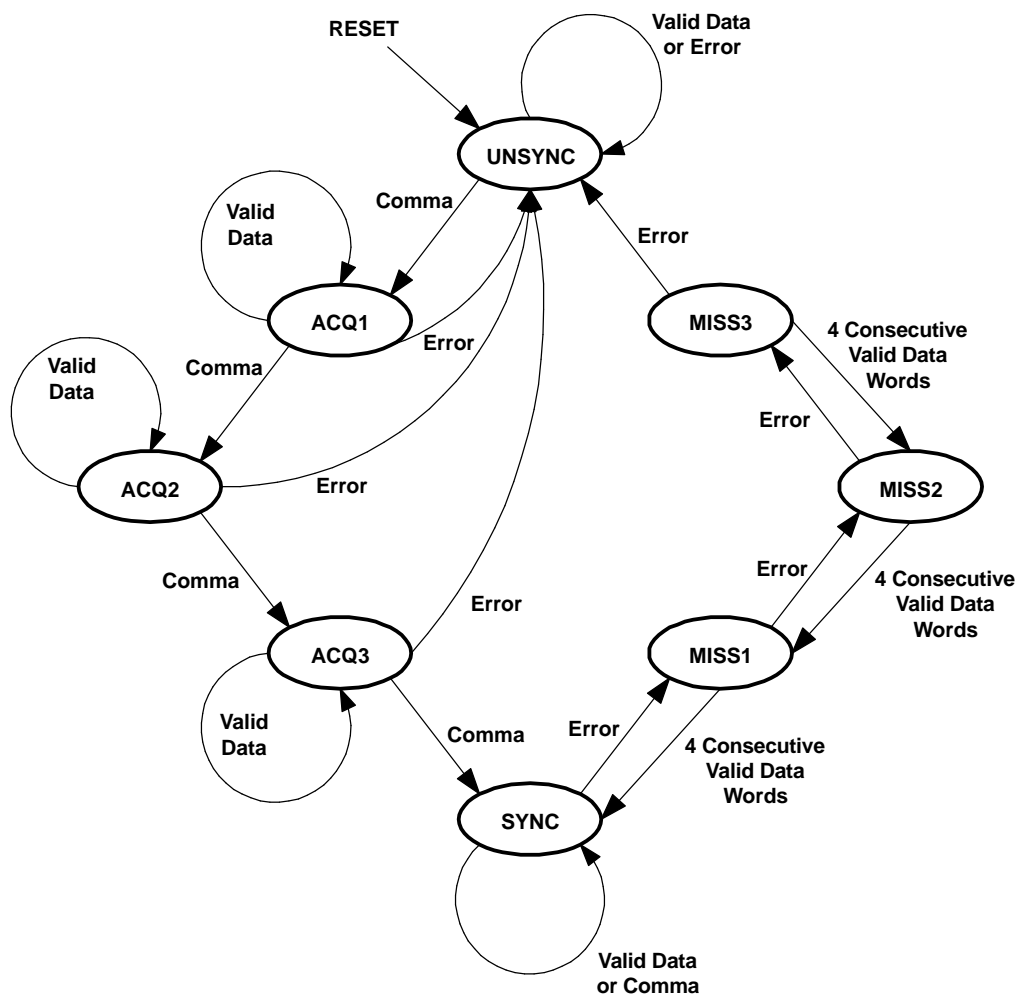 RESET
Valid Data
or Error
UNSYNC
Comma
Valid
Data
Error
ACQ1
Error
MISS3
4 Consecutive
Valid Data
Words
Comma
Valid
Data
Error
ACQ2
Error
MISS2
Comma
Error
4 Consecutive
Valid Data
Words
Error
ACQ3
MISS1
Valid
Data
Comma
Error
4 Consecutive
Valid Data
Words
SYNC
Valid Data
or Comma